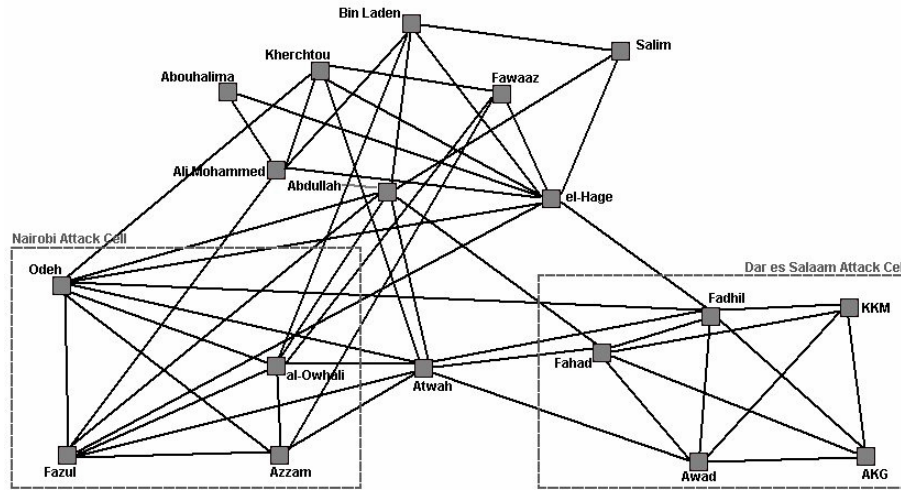 Bin Laden
Salim
Kherchtou
Abouhalima
Fawaaz
Ali Mohammed
Abdullah
el-Hage
Nairobi Attack Cell
Dar es Salaam Attack Cel
Odeh
Fadhil
KKM
Fahad
al-Owhali
Atwah
Fazul
Azzam
Awad
AKG